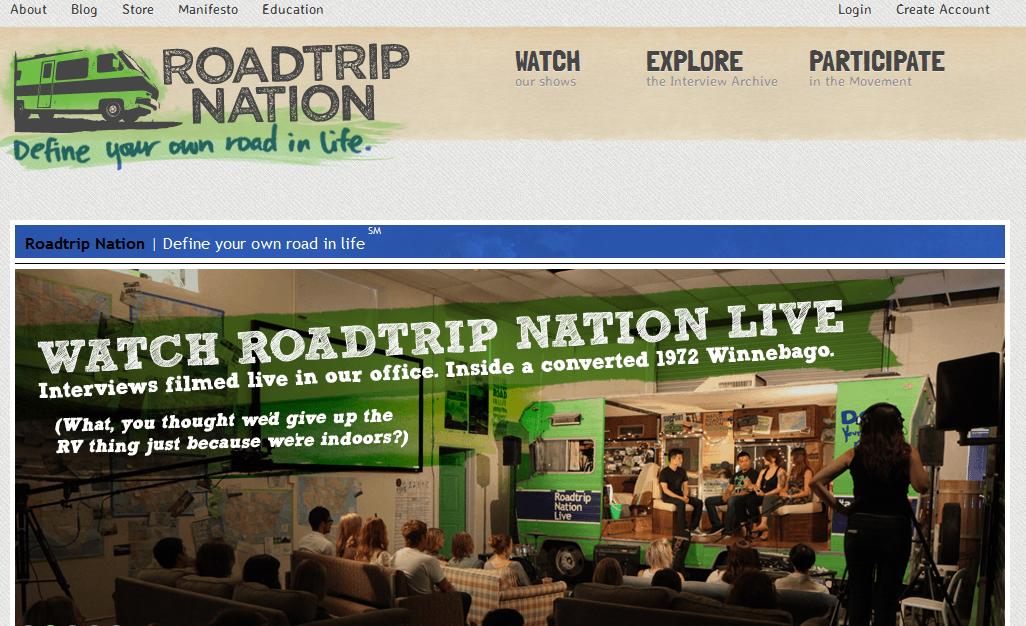 About Blog Store Manifesto Education Login Create Account
ROADTRIP
NATION
Define your own road in life.
WATCH
our shows
EXPLORE
the Interview Archive
PARTICIPATE
in the Movement
Roadtrip Nation | Define your own road in life SM
WATCH ROADTRIP NATION LIVE
Interviews filmed live in our office. Inside a converted 1972 Winnebago.
(What, you thought we'd give up the
RV thing just because we're indoors?)
Roadtrip
Nation
Live